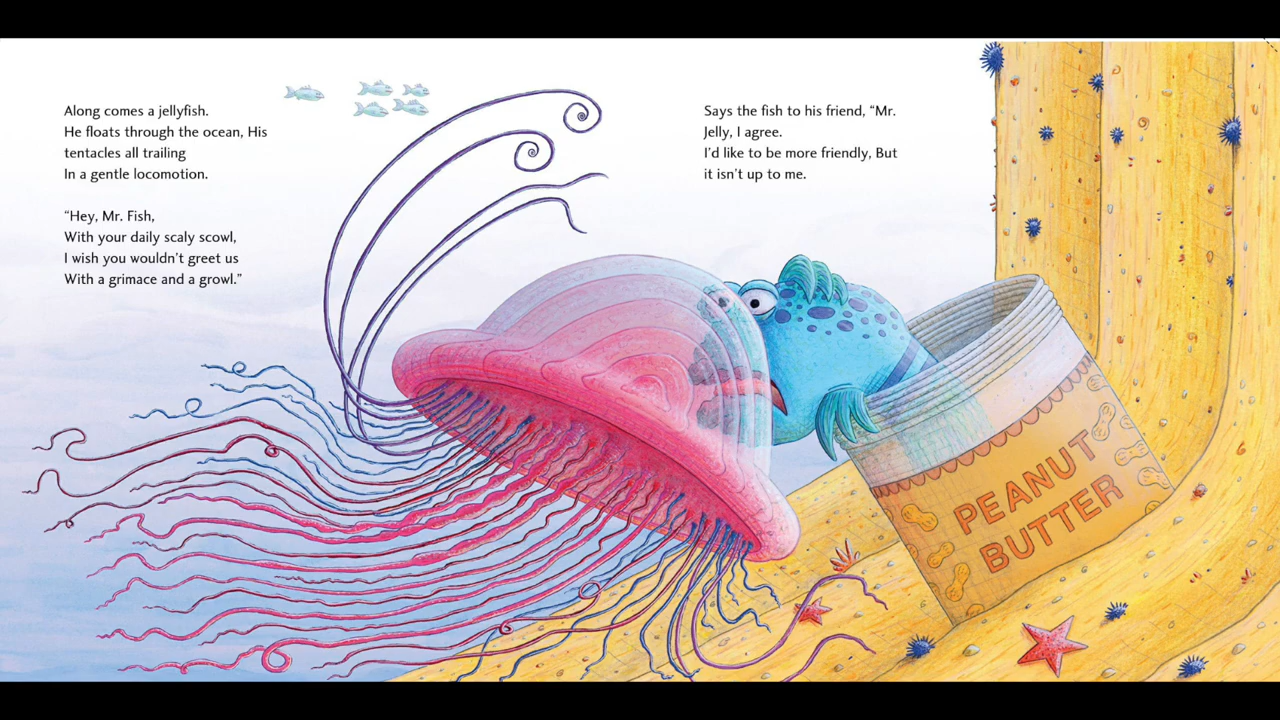 Along comes a jellyfish.
He floats through the ocean, His
tentacles all trailing
In a gentle locomotion.
“Hey, Mr. Fish,
With your daily scaly scowl,
I wish you wouldn’t greet us
With a grimace and a growl.”
Says the fish to his friend, “Mr.
Jelly, I agree.
I’d like to be more friendly, But
it isn’t up to me.
PEANUT
BUTTER